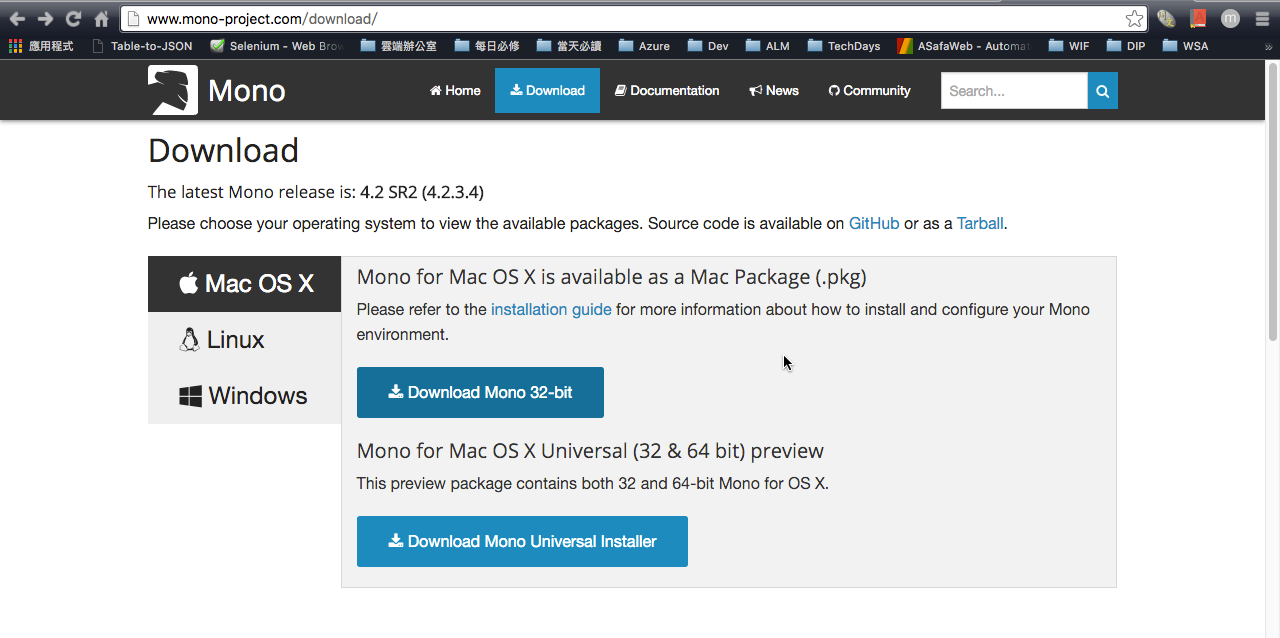 www.mono-project.com/download/
m
應用程式 Table-to-JSON Selenium - Web Brow 雲端辦公室 每日必修 當天必讀 Azure Dev ALM TechDays ASafaWeb - Automat WIF DIP WSA »
Mono Home Download Documentation News Community Search...
Download
The latest Mono release is: 4.2 SR2 (4.2.3.4)
Please choose your operating system to view the available packages. Source code is available on GitHub or as a Tarball.
Mac OS X
Linux
Windows
Mono for Mac OS X is available as a Mac Package (.pkg)
Please refer to the installation guide for more information about how to install and configure your Mono
environment.
Download Mono 32-bit
Mono for Mac OS X Universal (32 & 64 bit) preview
This preview package contains both 32 and 64-bit Mono for OS X.
Download Mono Universal Installer